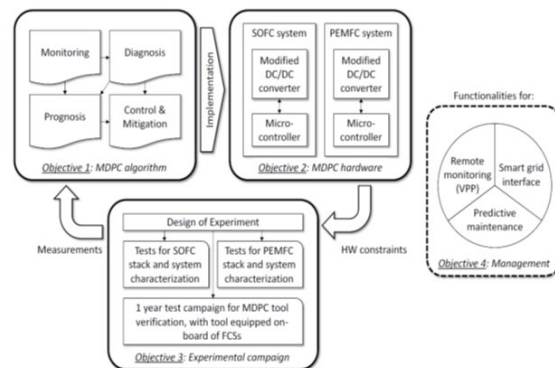 Monitoring
Diagnosis
Prognosis
Control &
Mitigation
Objective 1: MDPC algorithm
Implementation
SOFC system
Modified
DC/DC
converter
Micro-
controller
PEMFC system
Modified
DC/DC
converter
Micro-
controller
Objective 2: MDPC hardware
Functionalities for:
Remote
monitoring
(VPP)
Smart grid
interface
Predictive
maintenance
Objective 4: Management
Measurements
HW constraints
Design of Experiment
Tests for SOFC
stack and system
characterization
Tests for PEMFC
stack and system
characterization
1 year test campaign for MDPC tool
verification, with tool equipped on-
board of FCSs
Objective 3: Experimental campaign